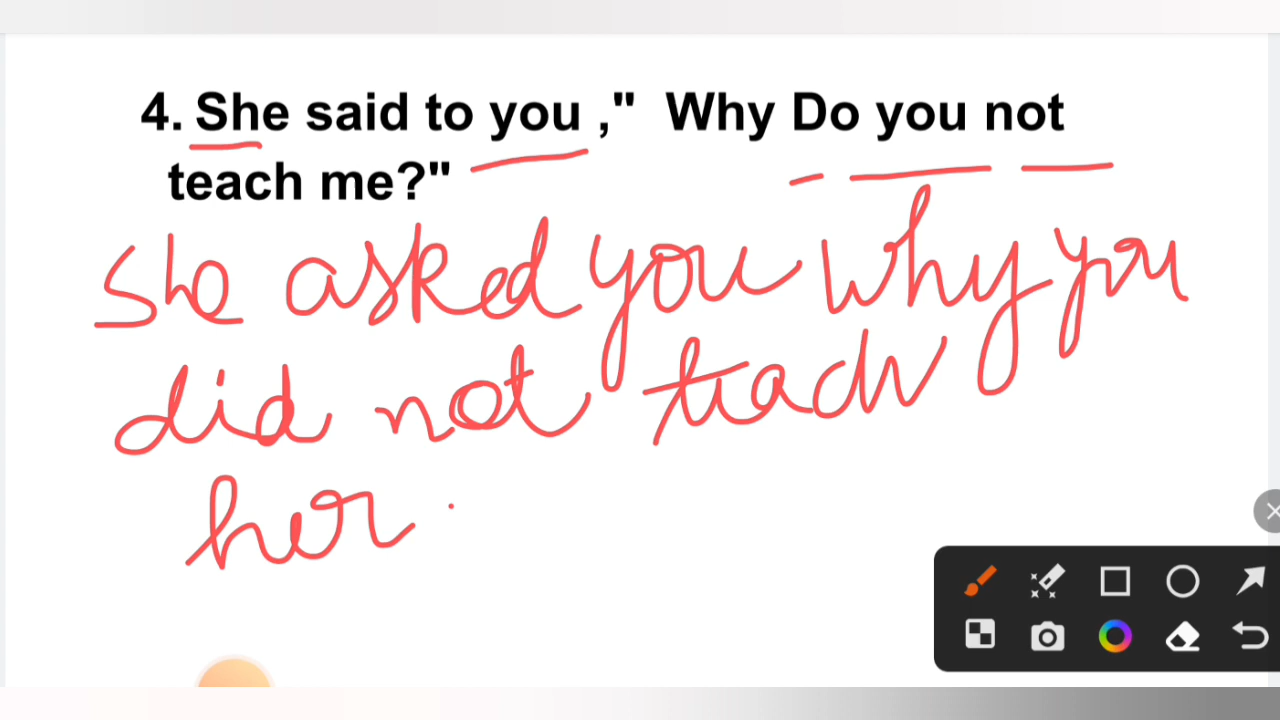 4. She said to you ," Why Do you not
teach me?"
She asked you why you
did not teach
her .